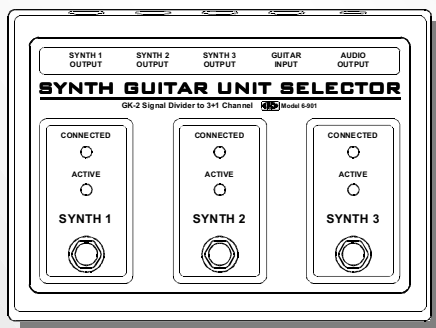 SYNTH 1 OUTPUT
SYNTH 2 OUTPUT
SYNTH 3 OUTPUT
GUITAR INPUT
AUDIO OUTPUT
SYNTH GUITAR UNIT SELECTOR
GK-2 Signal Divider to 3+1 Channel Model 6-901
CONNECTED
ACTIVE
SYNTH 1
CONNECTED
ACTIVE
SYNTH 2
CONNECTED
ACTIVE
SYNTH 3